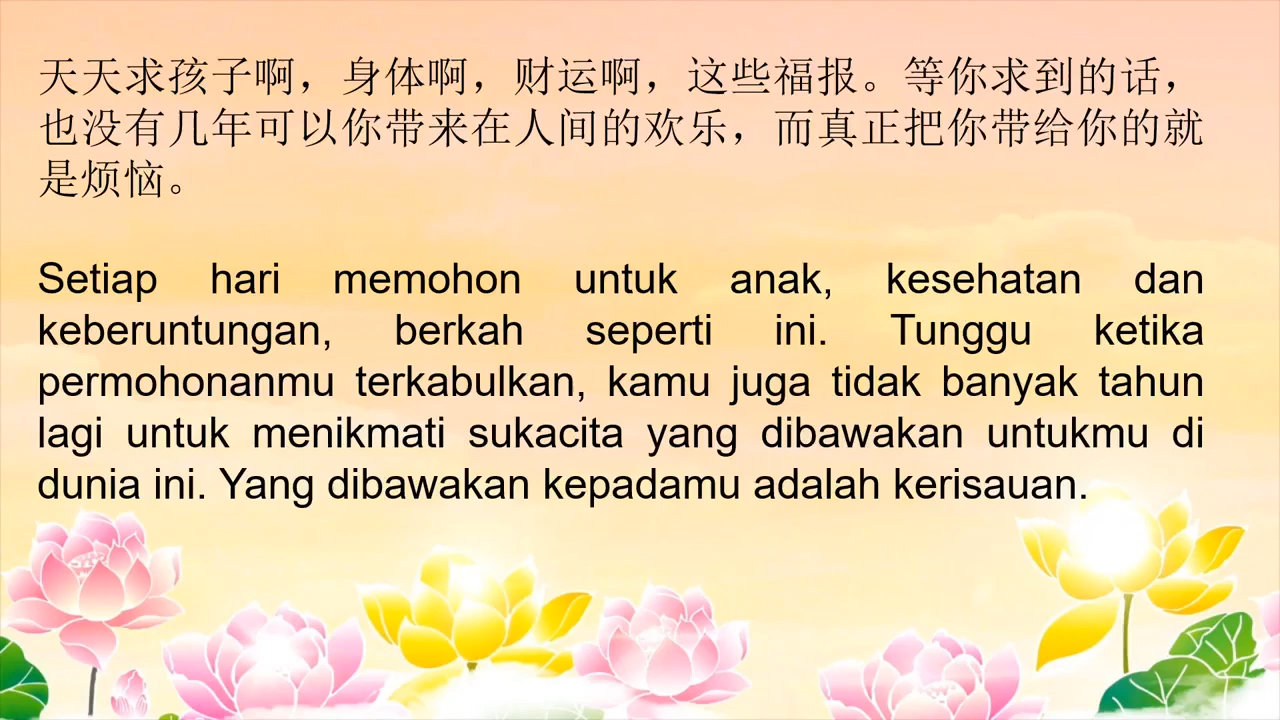 天天求孩子啊，身体啊，财运啊，这些福报。等你求到的话，
也没有几年可以你带来在人间的欢乐，而真正把你带给你的就
是烦恼。
Setiap hari memohon untuk anak, kesehatan dan
keberuntungan, berkah seperti ini. Tunggu ketika
permohonanmu terkabulkan, kamu juga tidak banyak tahun
lagi untuk menikmati sukacita yang dibawakan untukmu di
dunia ini. Yang dibawakan kepadamu adalah kerisauan.